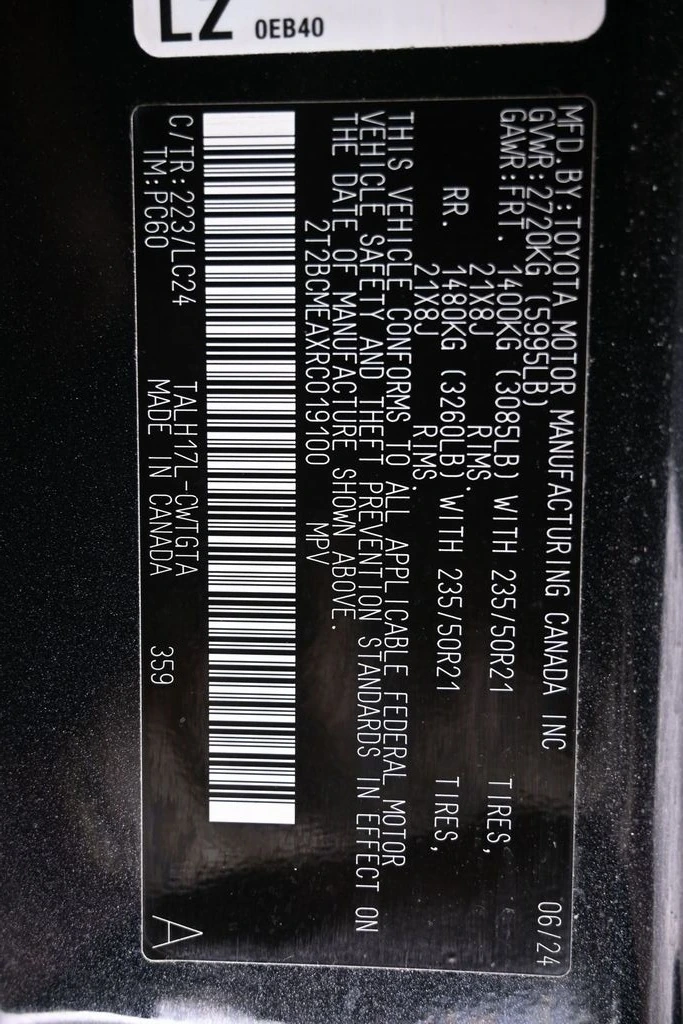 LZ 0EB40
MFD. BY: TOYOTA MOTOR MANUFACTURING CANADA INC 06/24
GVWR: 2720KG (5995LB)
GAWR: FRT. 1400KG (3085LB) WITH 235/50R21 TIRES,
21X8J RIMS.
RR. 1480KG (3260LB) WITH 235/50R21 TIRES,
21X8J RIMS.
THIS VEHICLE CONFORMS TO ALL APPLICABLE FEDERAL MOTOR
VEHICLE SAFETY AND THEFT PREVENTION STANDARDS IN EFFECT ON
THE DATE OF MANUFACTURE SHOWN ABOVE.
2T2BCMEAXRC019100 MPV
C/TR: 223/LC24 TALH17L-CWTGTA
TM: PC60 MADE IN CANADA 359 A